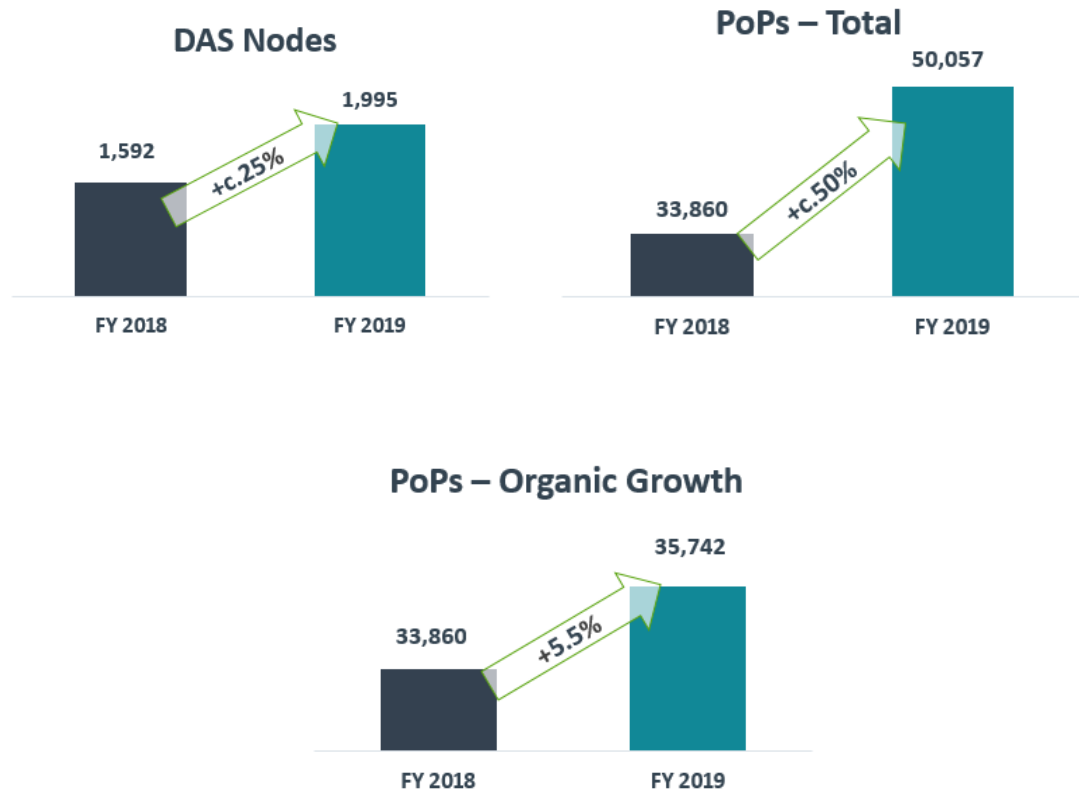 DAS Nodes
1,592
1,995
+c.25%
FY 2018
FY 2019
PoPs – Total
33,860
50,057
+c.50%
FY 2018
FY 2019
PoPs – Organic Growth
33,860
35,742
+5.5%
FY 2018
FY 2019